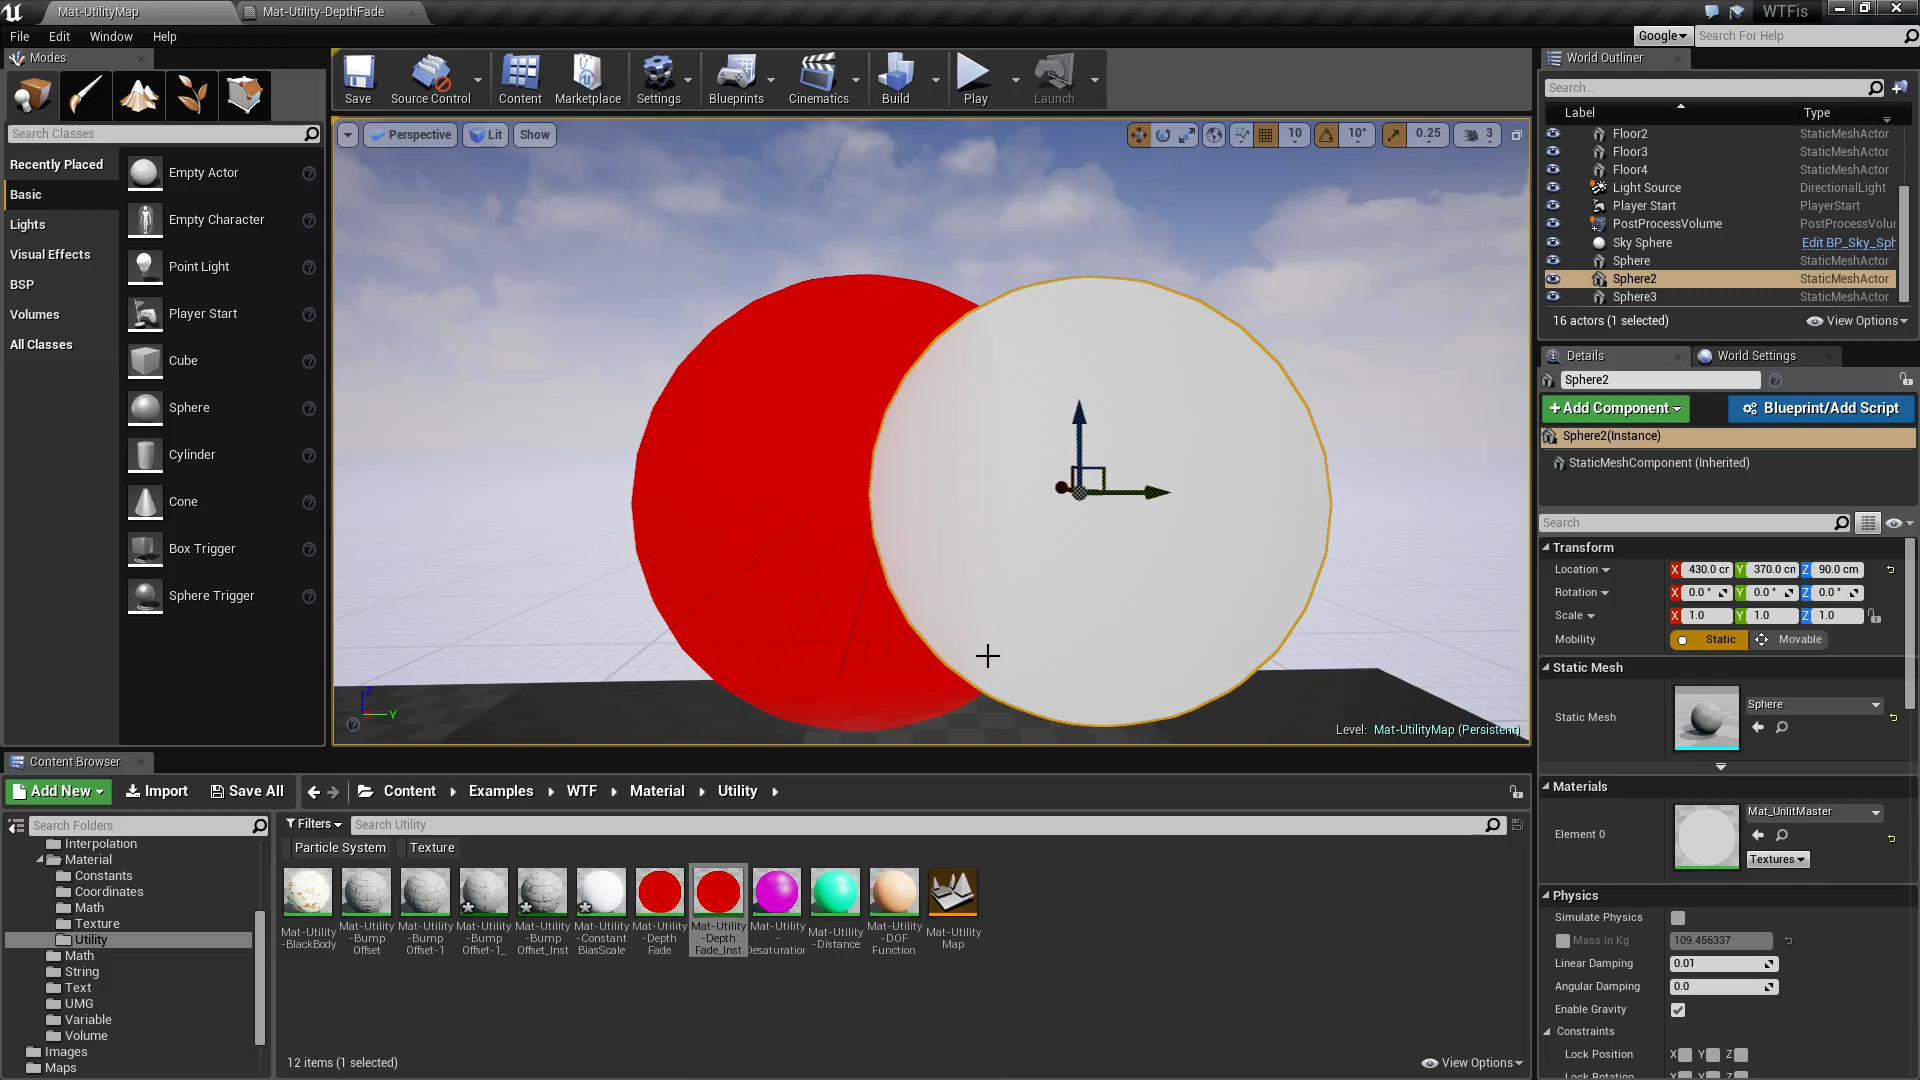 Mat-UtilityMap
Mat-Utility-DepthFade
WTFis
File Edit Window Help
Google
Search For Help
Modes
Search Classes
Recently Placed
Basic
Lights
Visual Effects
BSP
Volumes
All Classes
Empty Actor
Empty Character
Point Light
Player Start
Cube
Sphere
Cylinder
Cone
Box Trigger
Sphere Trigger
Save
Source Control
Content
Marketplace
Settings
Blueprints
Cinematics
Build
Play
Launch
Perspective
Lit
Show
10
10°
0.25
3
Z
Y
Level: Mat-UtilityMap (Persistent)
World Outliner
Search...
Label Type
Floor2 StaticMeshActor
Floor3 StaticMeshActor
Floor4 StaticMeshActor
Light Source DirectionalLight
Player Start PlayerStart
PostProcessVolume PostProcessVolur
Sky Sphere Edit BP_Sky_Sph
Sphere StaticMeshActor
Sphere2 StaticMeshActor
Sphere3 StaticMeshActor
16 actors (1 selected)
View Options
Details
World Settings
Sphere2
+Add Component
Blueprint/Add Script
Sphere2(Instance)
StaticMeshComponent (Inherited)
Search
Transform
Location X 430.0 cr Y 370.0 cn Z 90.0 cm
Rotation X 0.0 ° Y 0.0 ° Z 0.0 °
Scale X 1.0 Y 1.0 Z 1.0
Mobility Static Movable
Static Mesh
Static Mesh
Sphere
Materials
Element 0
Mat_UnlitMaster
Textures
Physics
Simulate Physics
Mass in Kg 109.456337
Linear Damping 0.01
Angular Damping 0.0
Enable Gravity
Constraints
Lock Position X Y Z
Content Browser
Add New
Import
Save All
Content Examples WTF Material Utility
Search Folders
Interpolation
Material
Constants
Coordinates
Math
Texture
Utility
Math
String
Text
UMG
Variable
Volume
Images
Maps
Filters
Search Utility
Particle System
Texture
Mat-Utility
-BlackBody
Mat-Utility
-Bump
Offset
Mat-Utility
-Bump
Offset-1
Mat-Utility
-Bump
Offset-1_
Mat-Utility
-Bump
Offset_Inst
Mat-Utility
-Constant
BiasScale
Mat-Utility
-Depth
Fade
Mat-Utility
-Depth
Fade_Inst
Mat-Utility
-
Desaturation
Mat-Utility
-Distance
Mat-Utility
-DOF
Function
Mat-Utility
Map
12 items (1 selected)
View Options